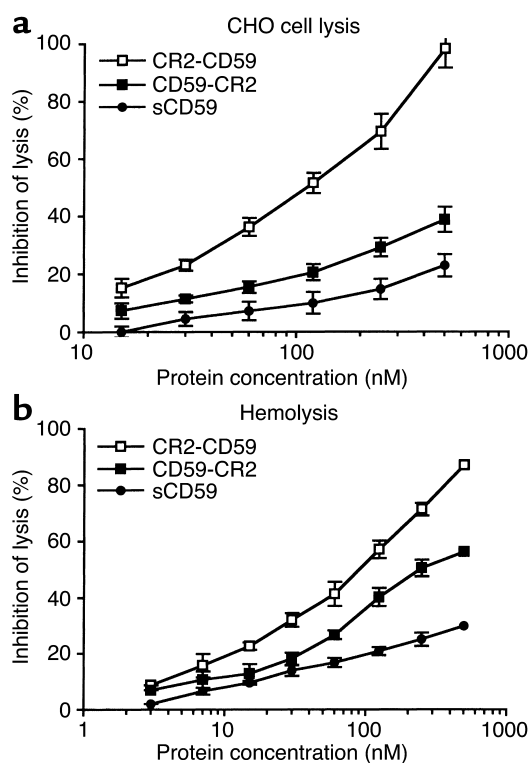 a
CHO cell lysis
100
80
60
40
20
0
Inhibition of lysis (%)
CR2-CD59
CD59-CR2
sCD59
10
100
1000
Protein concentration (nM)
b
Hemolysis
100
80
60
40
20
0
Inhibition of lysis (%)
CR2-CD59
CD59-CR2
sCD59
1
10
100
1000
Protein concentration (nM)